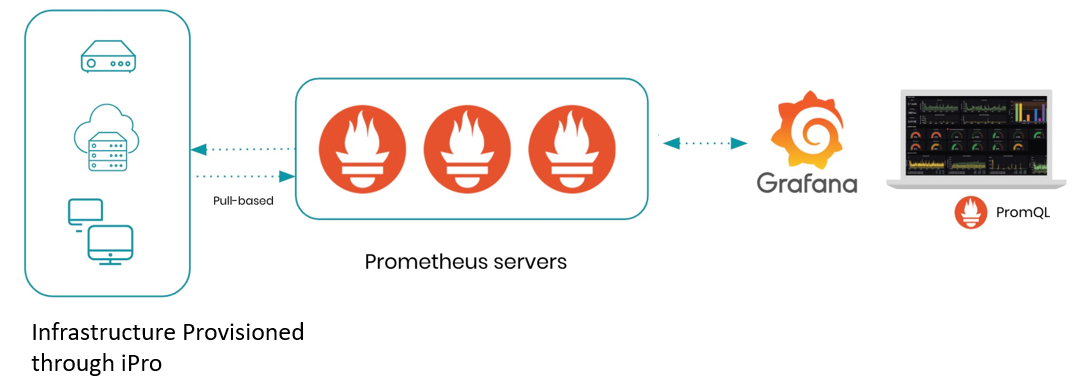 Pull-based
Grafana
PromQL
Prometheus servers
Infrastructure Provisioned
through iPro